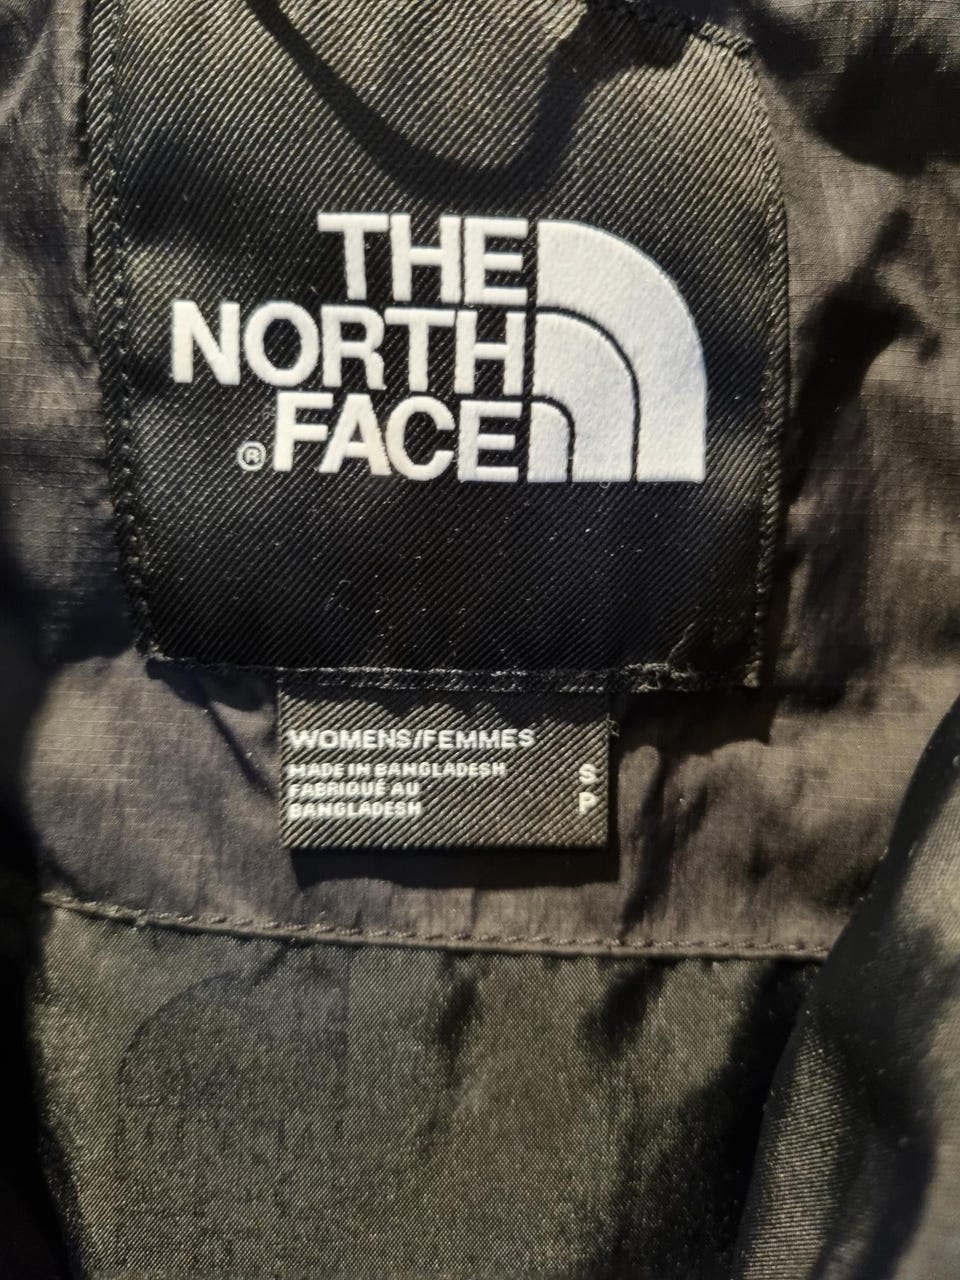 THE
NORTH
® FACE
WOMENS/FEMMES
MADE IN BANGLADESH S
FABRIQUÉ AU
BANGLADESH P